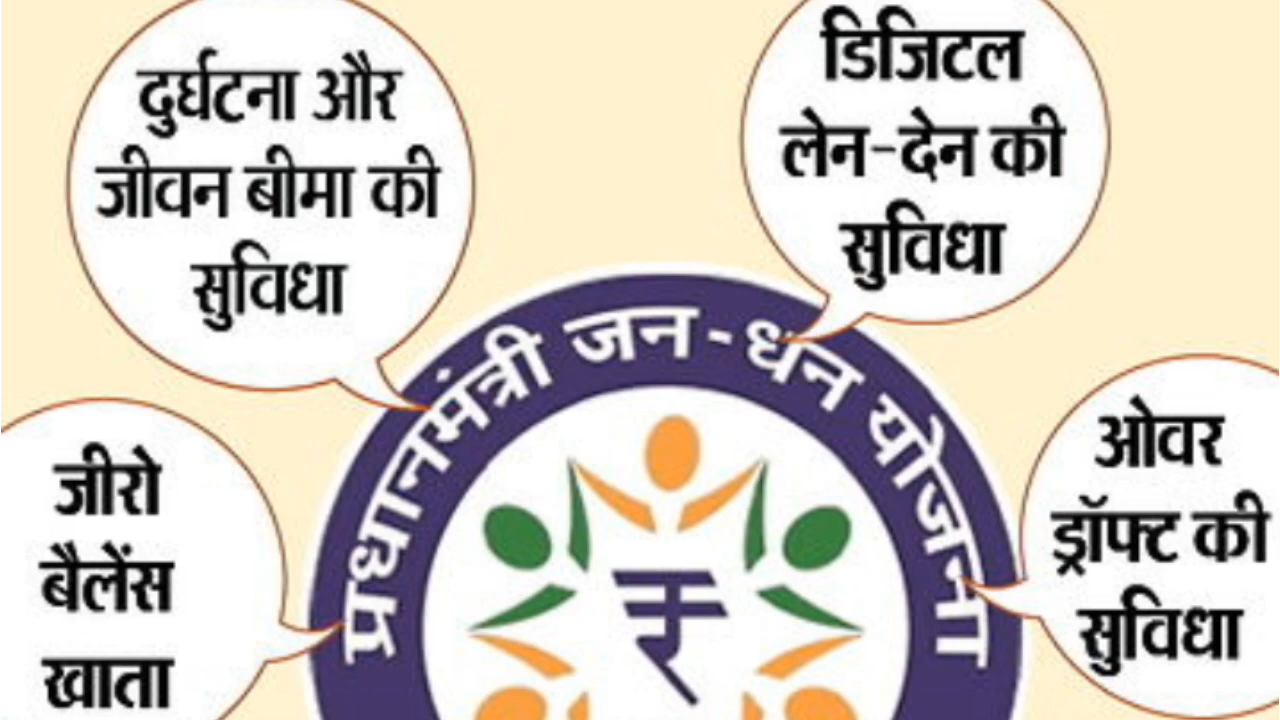 दुर्घटना और
जीवन बीमा की
सुविधा
डिजिटल
लेन-देन की
सुविधा
जीरो
बैलेंस
खाता
प्रधानमंत्री जन-धन योजना
₹
ओवर
ड्रॉफ्ट की
सुविधा